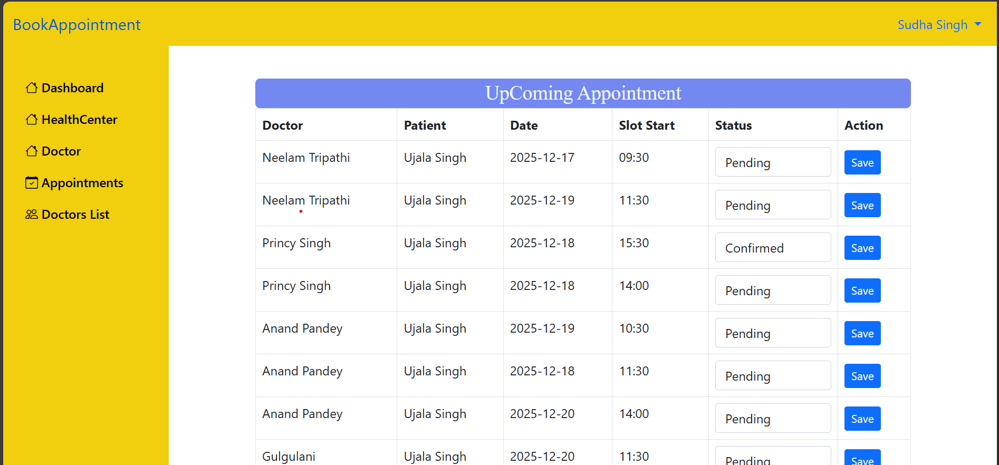 BookAppointment
Sudha Singh
Dashboard
HealthCenter
Doctor
Appointments
Doctors List
UpComing Appointment
Doctor Patient Date Slot Start Status Action
Neelam Tripathi Ujala Singh 2025-12-17 09:30 Pending Save
Neelam Tripathi Ujala Singh 2025-12-19 11:30 Pending Save
Princy Singh Ujala Singh 2025-12-18 15:30 Confirmed Save
Princy Singh Ujala Singh 2025-12-18 14:00 Pending Save
Anand Pandey Ujala Singh 2025-12-19 10:30 Pending Save
Anand Pandey Ujala Singh 2025-12-18 11:30 Pending Save
Anand Pandey Ujala Singh 2025-12-20 14:00 Pending Save
Gulgulani Ujala Singh 2025-12-20 11:30 Pending Save